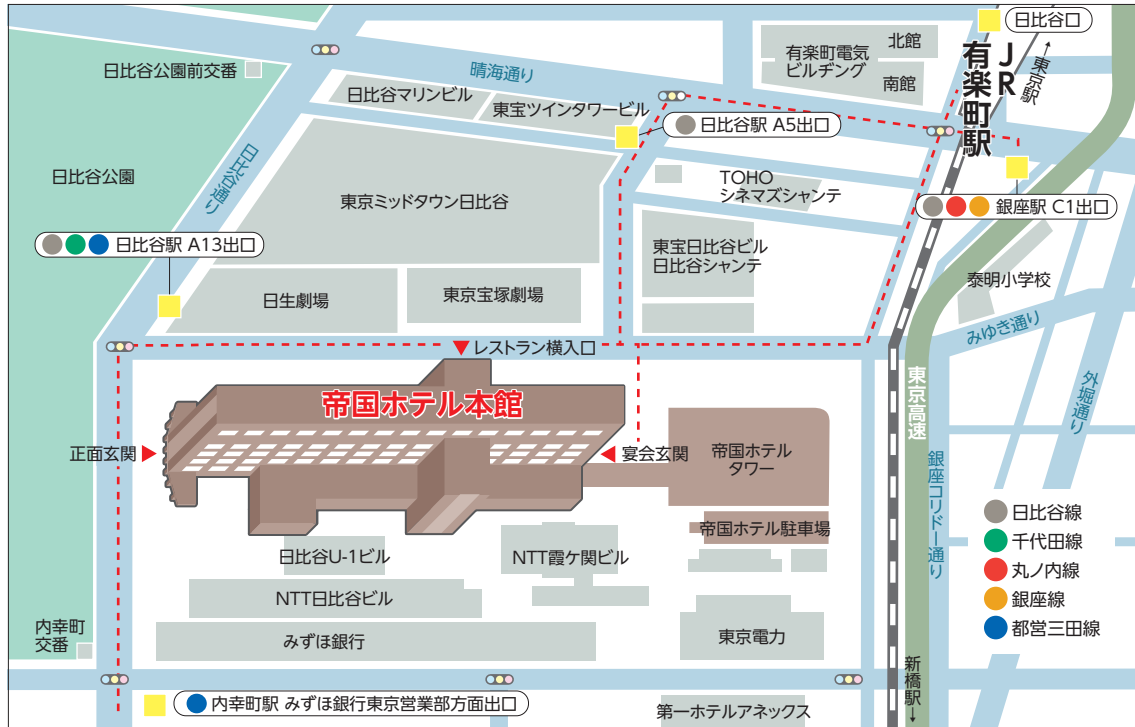 日比谷口
JR
有楽町駅
←東京駅
有楽町電気
ビルヂング
北館
南館
日比谷公園前交番
晴海通り
日比谷マリンビル
東宝ツインタワービル
日比谷駅 A5出口
日比谷公園
日比谷通り
東京ミッドタウン日比谷
TOHO
シネマズシャンテ
銀座駅 C1出口
日比谷駅 A13出口
東宝日比谷ビル
日比谷シャンテ
泰明小学校
日生劇場
東京宝塚劇場
みゆき通り
レストラン横入口
外堀通り
東京高速
帝国ホテル本館
正面玄関
宴会玄関
帝国ホテル
タワー
銀座コリドー通り
帝国ホテル駐車場
日比谷U-1ビル
NTT霞ケ関ビル
NTT日比谷ビル
みずほ銀行
東京電力
内幸町
交番
日比谷線
千代田線
丸ノ内線
銀座線
都営三田線
新橋駅→
内幸町駅 みずほ銀行東京営業部方面出口
第一ホテルアネックス